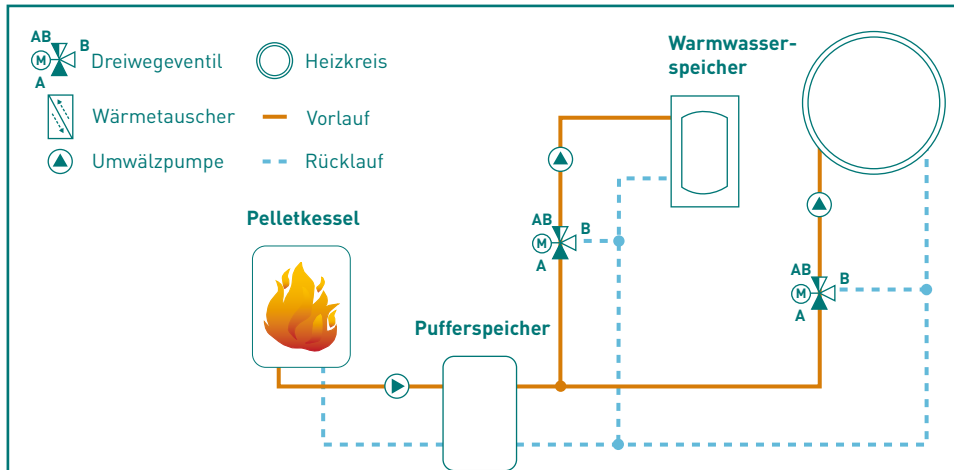 AB
B
M
A
Dreiwegeventil
Heizkreis
Wärmetauscher
Vorlauf
Umwälzpumpe
Rücklauf
Warmwasser-
speicher
Pelletkessel
AB
B
M
A
AB
B
M
A
Pufferspeicher